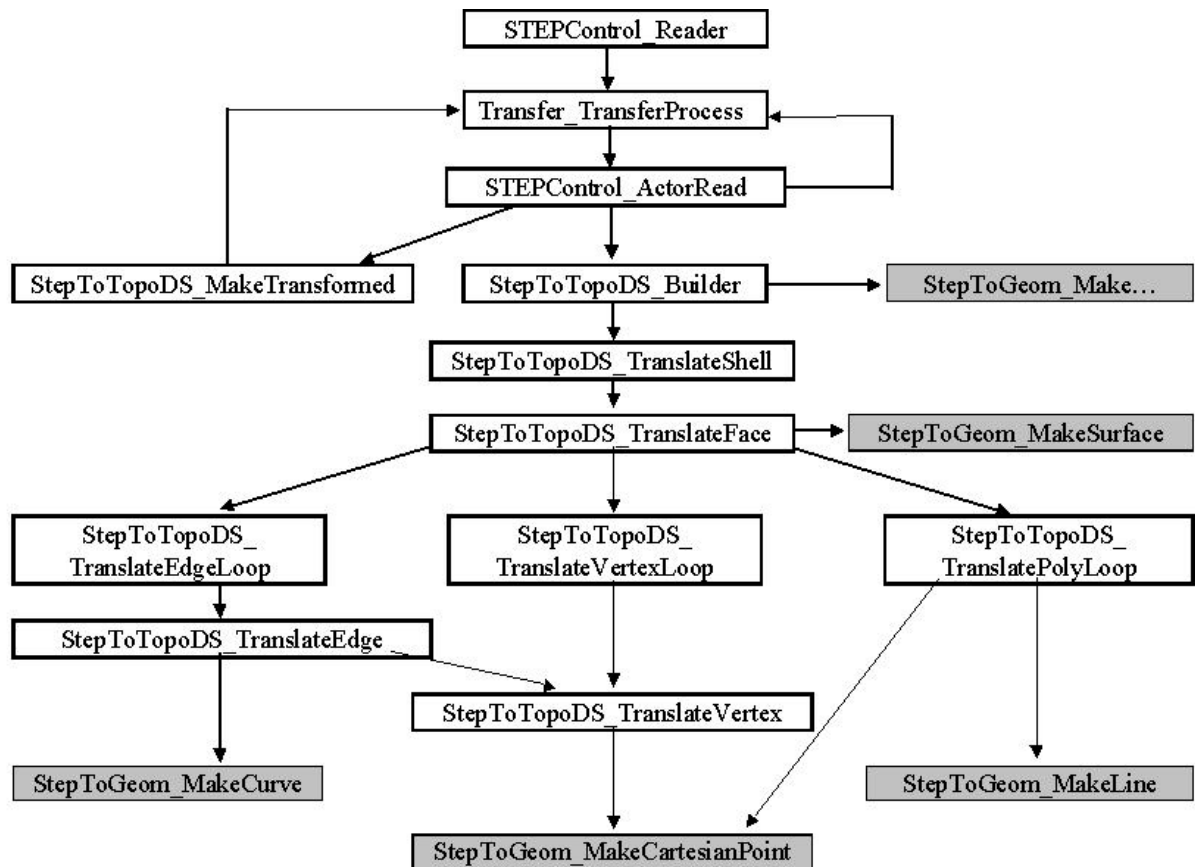 STEPControl_Reader
Transfer_TransferProcess
STEPControl_ActorRead
StepToTopoDS_MakeTransformed
StepToTopoDS_Builder
StepToGeom_Make…
StepToTopoDS_TranslateShell
StepToTopoDS_TranslateFace
StepToGeom_MakeSurface
StepToTopoDS_
TranslateEdgeLoop
StepToTopoDS_
TranslateVertexLoop
StepToTopoDS_
TranslatePolyLoop
StepToTopoDS_TranslateEdge
StepToTopoDS_TranslateVertex
StepToGeom_MakeCurve
StepToGeom_MakeLine
StepToGeom_MakeCartesianPoint